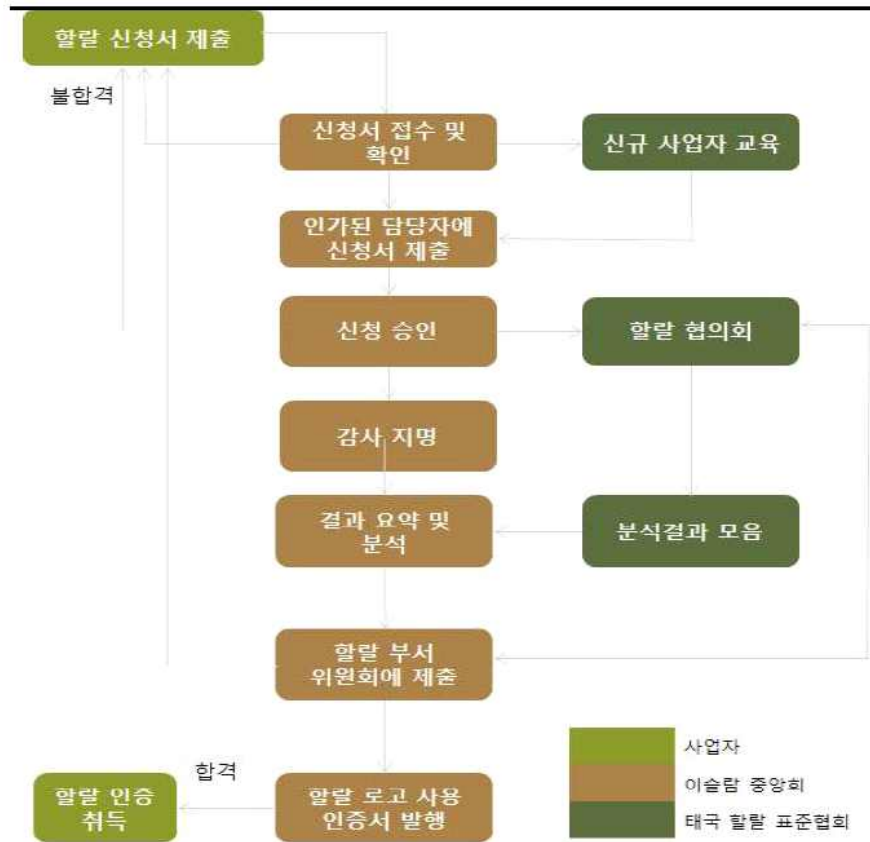 할랄 신청서 제출
불합격
신청서 접수 및
확인
신규 사업자 교육
인가된 담당자에
신청서 제출
신청 승인
할랄 협의회
감사 지명
결과 요약 및
분석
분석결과 모음
할랄 부서
위원회에 제출
사업자
이슬람 중앙회
태국 할랄 표준협회
합격
할랄 인증
취득
할랄 로고 사용
인증서 발행